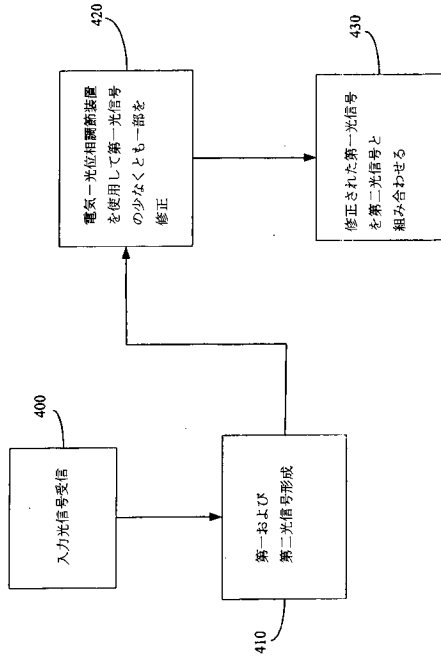 400
入力光信号受信
410
第一および
第二光信号形成
420
電気－光位相調節装置
を使用して第一光信号
の少なくとも一部を
修正
430
修正された第一光信号
を第二光信号と
組み合わせる